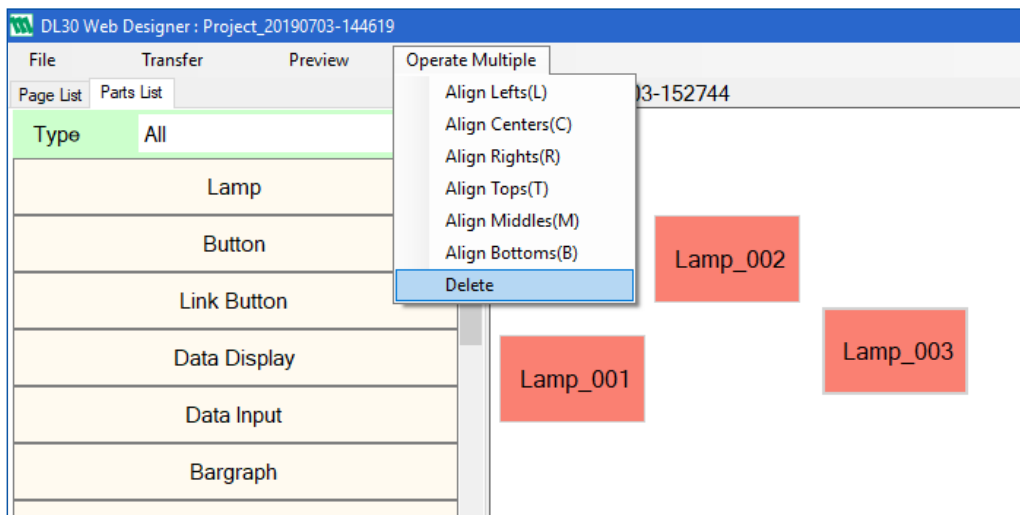 DL30 Web Designer : Project_20190703-144619
File Transfer Preview Operate Multiple
Page List Parts List
03-152744
Type All
Lamp
Button
Link Button
Data Display
Data Input
Bargraph
Align Lefts(L)
Align Centers(C)
Align Rights(R)
Align Tops(T)
Align Middles(M)
Align Bottoms(B)
Delete
Lamp_002
Lamp_003
Lamp_001